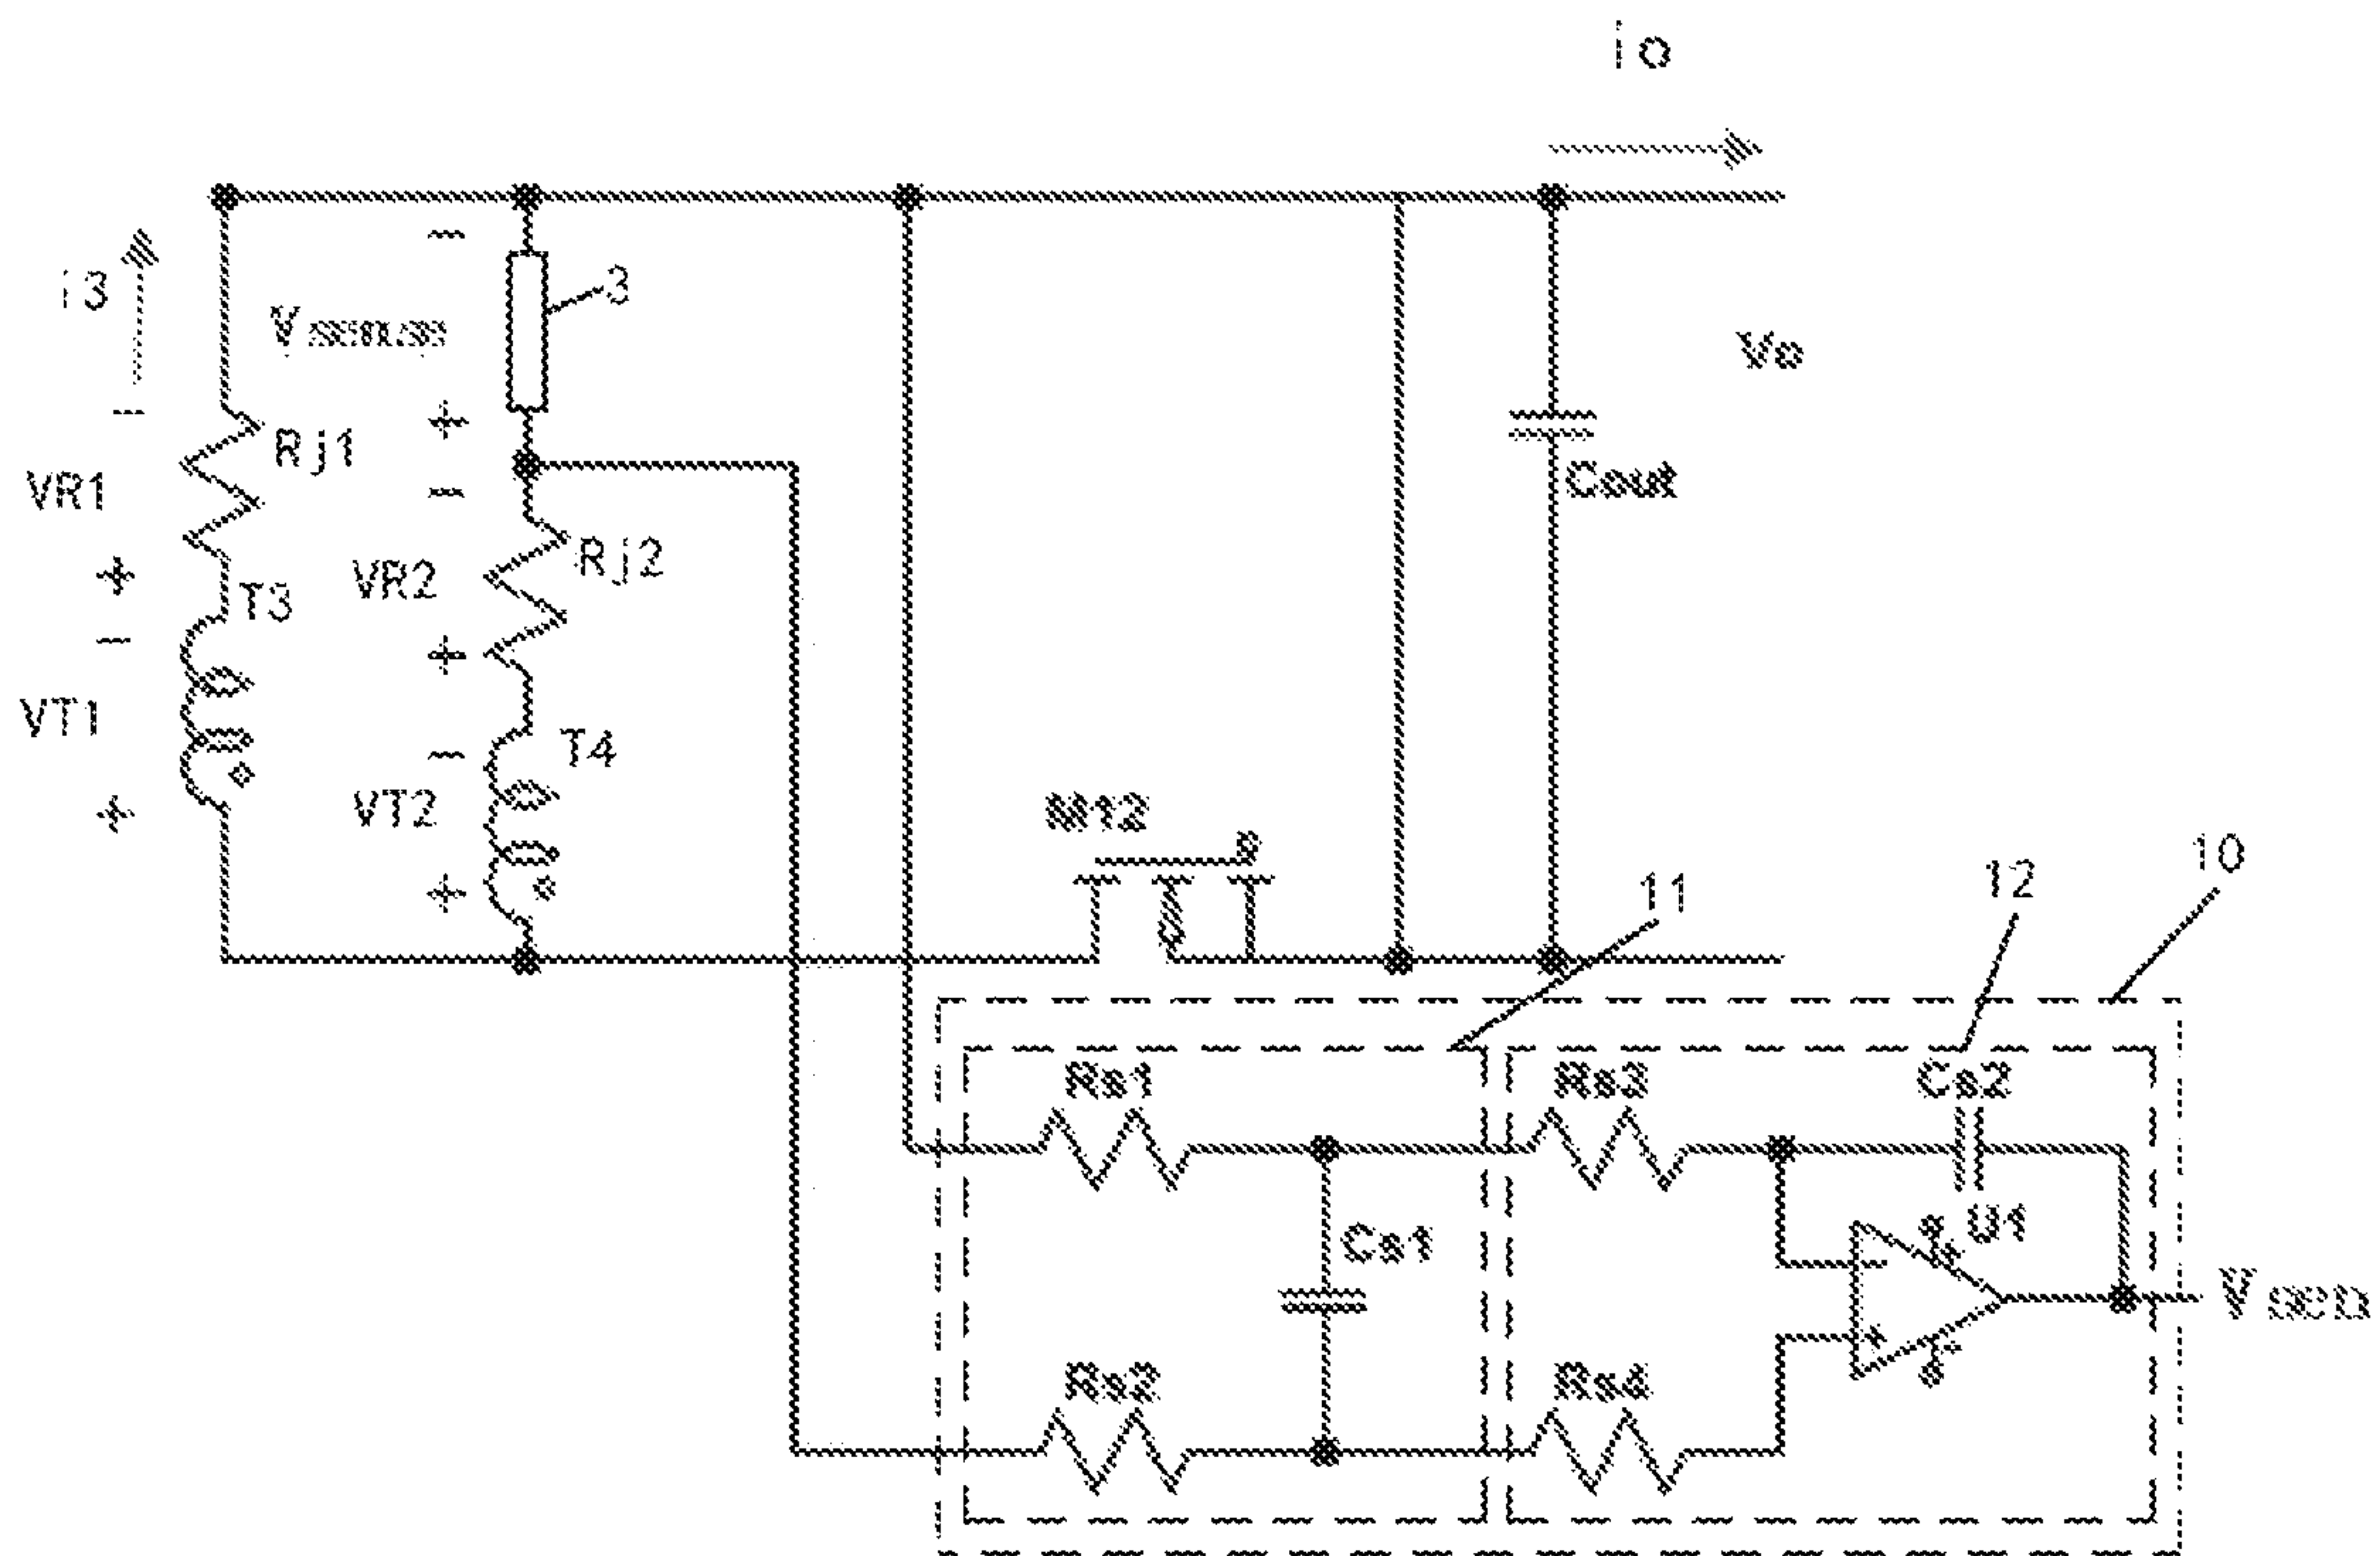 io
i3
3
Vsense
Vo
Rj1
VR1
Cout
Rj2
VR2
T3
VT1
T4
VT2
M12
10
12
11
Rs1
Rs3
Cs2
U1
Cs1
Rs2
Rs4